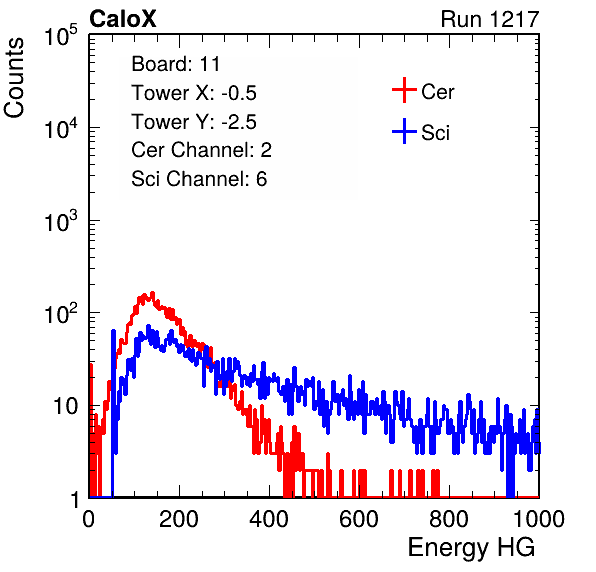 CaloX Run 1217
Counts
10^5
10^4
10^3
10^2
10
1
Board: 11
Tower X: -0.5
Tower Y: -2.5
Cer Channel: 2
Sci Channel: 6
Cer
Sci
0 200 400 600 800 1000
Energy HG